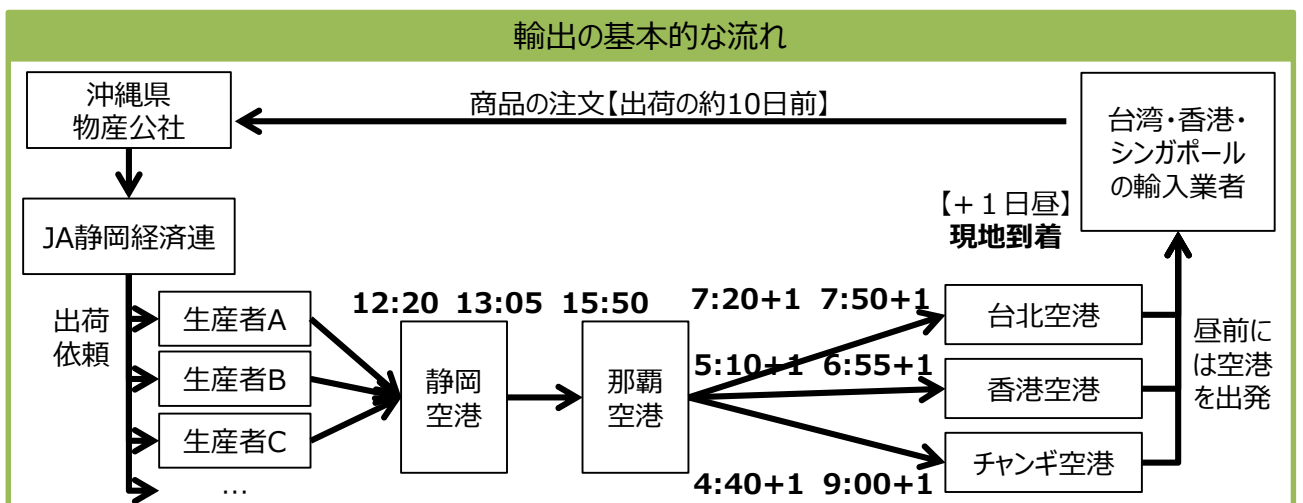 輸出の基本的な流れ
沖縄県
物産公社
商品の注文【出荷の約10日前】
台湾・香港・
シンガポール
の輸入業者
JA静岡経済連
【+１日昼】
現地到着
出荷
依頼
生産者A
生産者B
生産者C
…
12:20 13:05 15:50
静岡
空港
那覇
空港
7:20+1 7:50+1
5:10+1 6:55+1
4:40+1 9:00+1
台北空港
香港空港
チャンギ空港
昼前に
は空港
を出発